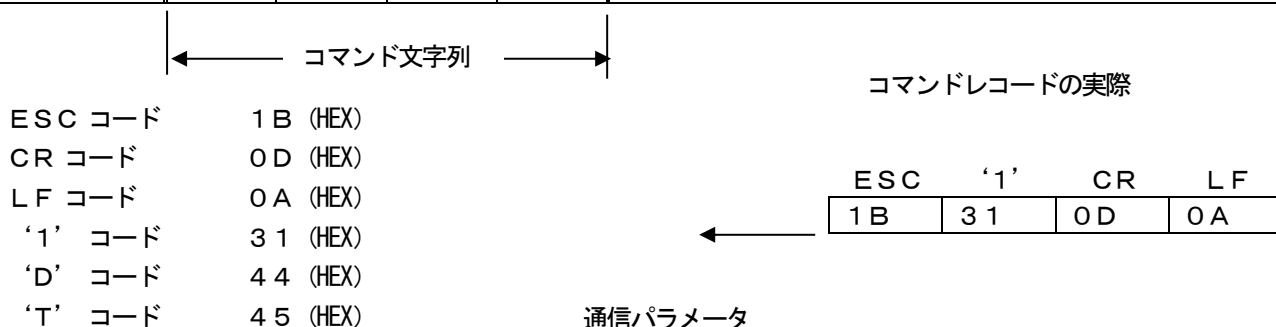 コマンド文字列
コマンドレコードの実際
ＥＳＣ コード　１Ｂ (HEX)
ＣＲ コード　０Ｄ (HEX)
ＬＦ コード　０Ａ (HEX)
‘１’ コード　３１ (HEX)
‘Ｄ’ コード　４４ (HEX)
‘Ｔ’ コード　４５ (HEX)
ＥＳＣ　‘１’　ＣＲ　ＬＦ
１Ｂ　３１　０Ｄ　０Ａ
通信パラメータ